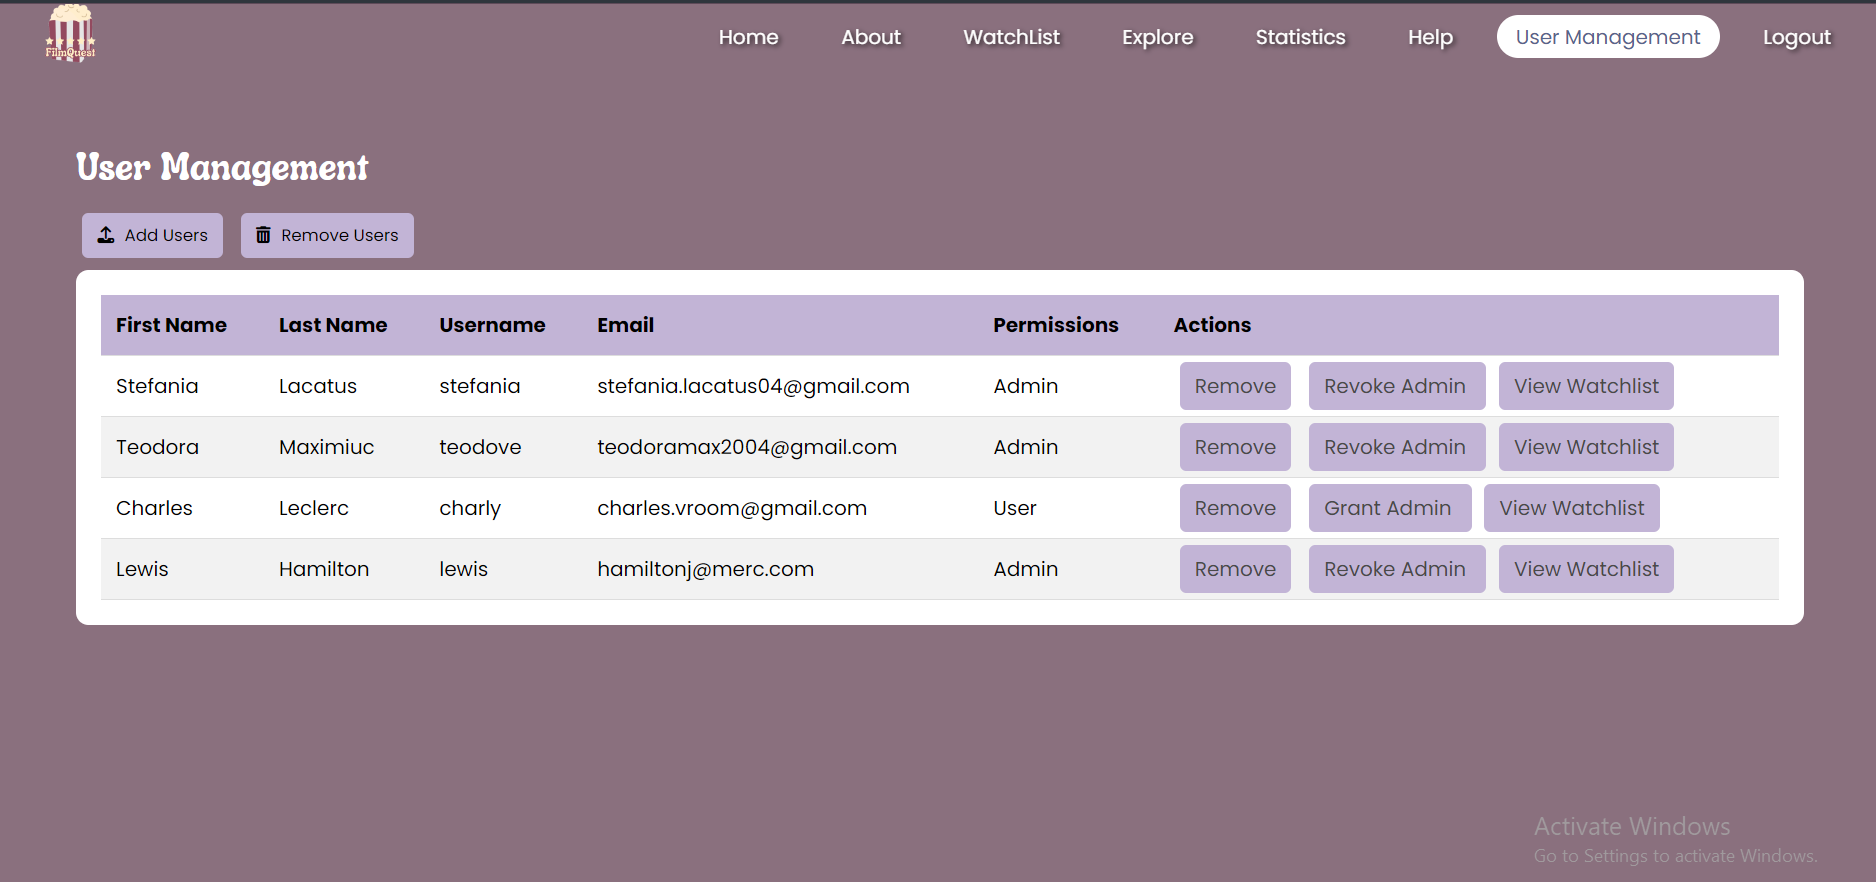 FilmQuest
Home About WatchList Explore Statistics Help User Management Logout
User Management
Add Users Remove Users
First Name Last Name Username Email Permissions Actions
Stefania Lacatus stefania stefania.lacatus04@gmail.com Admin Remove Revoke Admin View Watchlist
Teodora Maximiuc teodove teodoramax2004@gmail.com Admin Remove Revoke Admin View Watchlist
Charles Leclerc charly charles.vroom@gmail.com User Remove Grant Admin View Watchlist
Lewis Hamilton lewis hamiltonj@merc.com Admin Remove Revoke Admin View Watchlist
Activate Windows
Go to Settings to activate Windows.